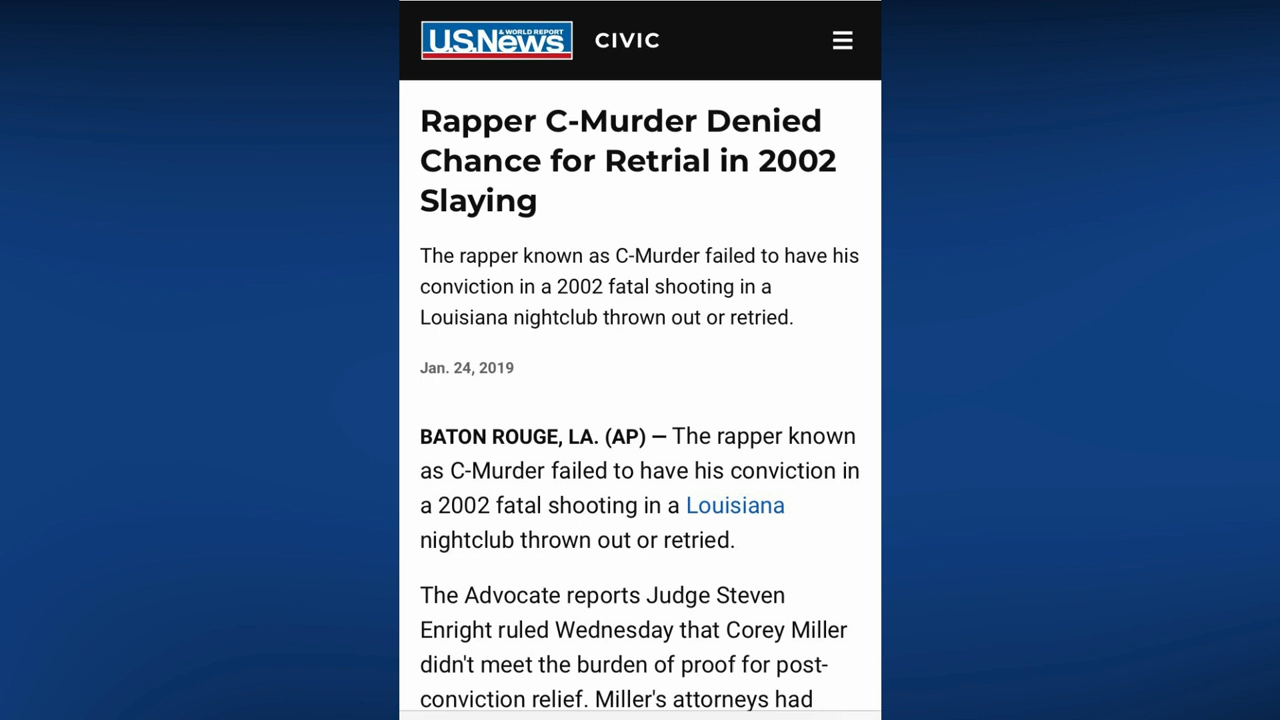 U.S.News & WORLD REPORT CIVIC
Rapper C-Murder Denied
Chance for Retrial in 2002
Slaying
The rapper known as C-Murder failed to have his
conviction in a 2002 fatal shooting in a
Louisiana nightclub thrown out or retried.
Jan. 24, 2019
BATON ROUGE, LA. (AP) — The rapper known
as C-Murder failed to have his conviction in
a 2002 fatal shooting in a Louisiana
nightclub thrown out or retried.
The Advocate reports Judge Steven
Enright ruled Wednesday that Corey Miller
didn't meet the burden of proof for post-
conviction relief. Miller's attorneys had